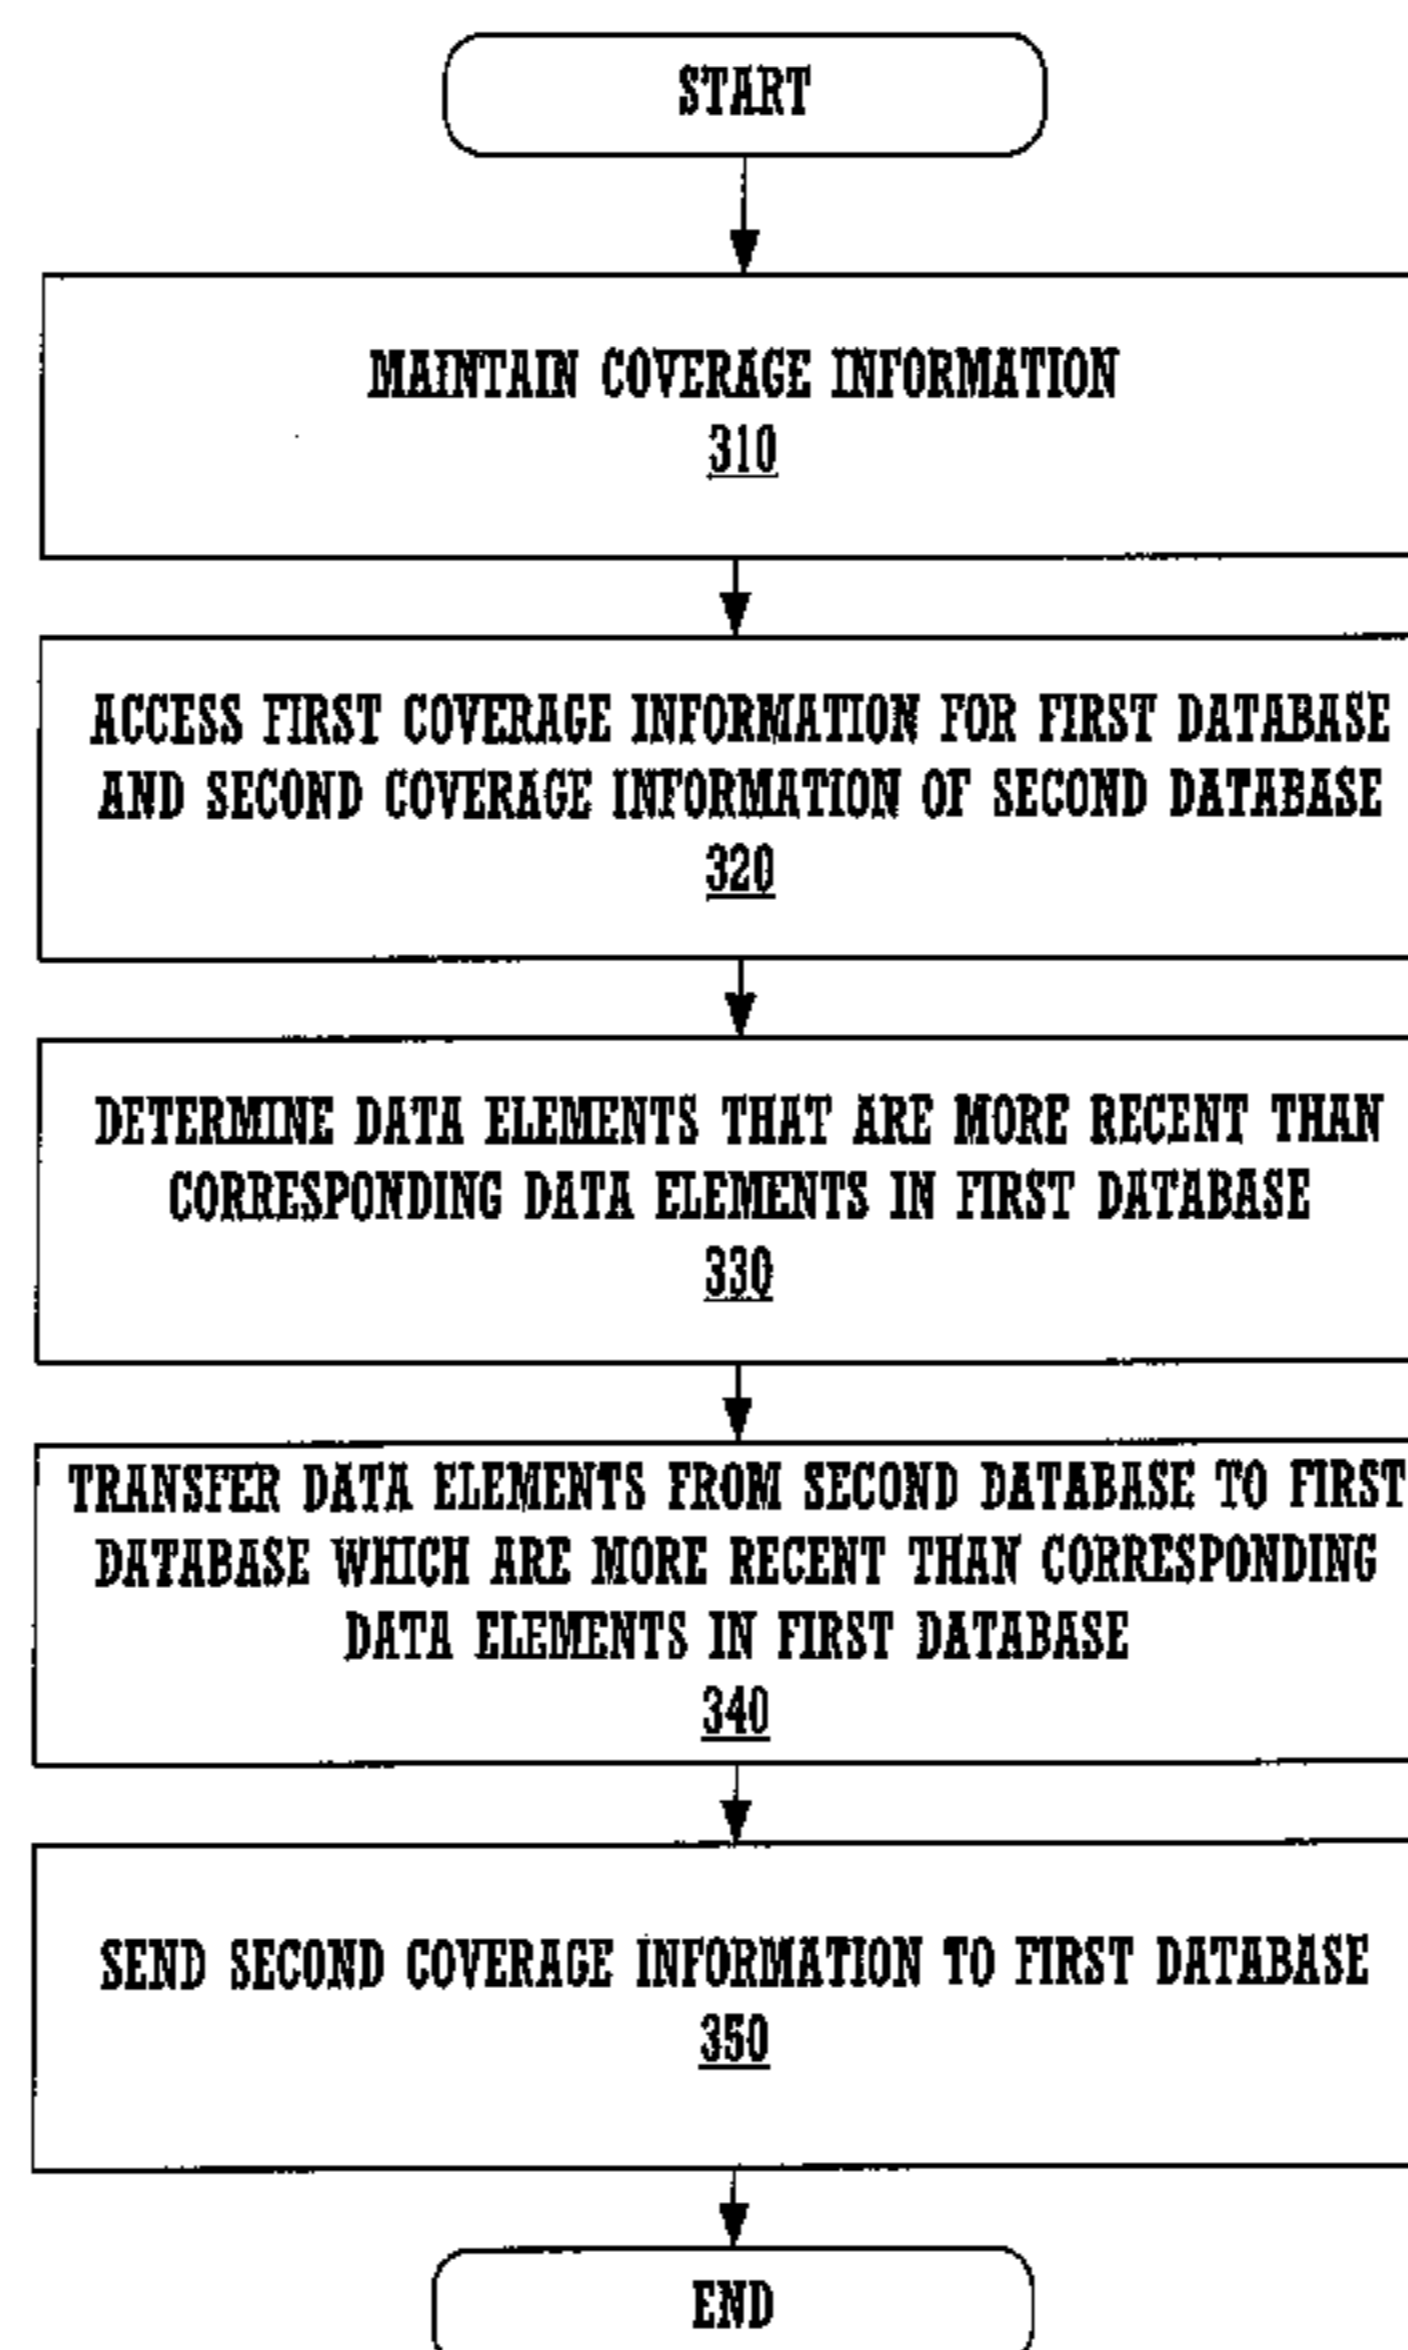 START
MAINTAIN COVERAGE INFORMATION
310
ACCESS FIRST COVERAGE INFORMATION FOR FIRST DATABASE
AND SECOND COVERAGE INFORMATION OF SECOND DATABASE
320
DETERMINE DATA ELEMENTS THAT ARE MORE RECENT THAN
CORRESPONDING DATA ELEMENTS IN FIRST DATABASE
330
TRANSFER DATA ELEMENTS FROM SECOND DATABASE TO FIRST
DATABASE WHICH ARE MORE RECENT THAN CORRESPONDING
DATA ELEMENTS IN FIRST DATABASE
340
SEND SECOND COVERAGE INFORMATION TO FIRST DATABASE
350
END